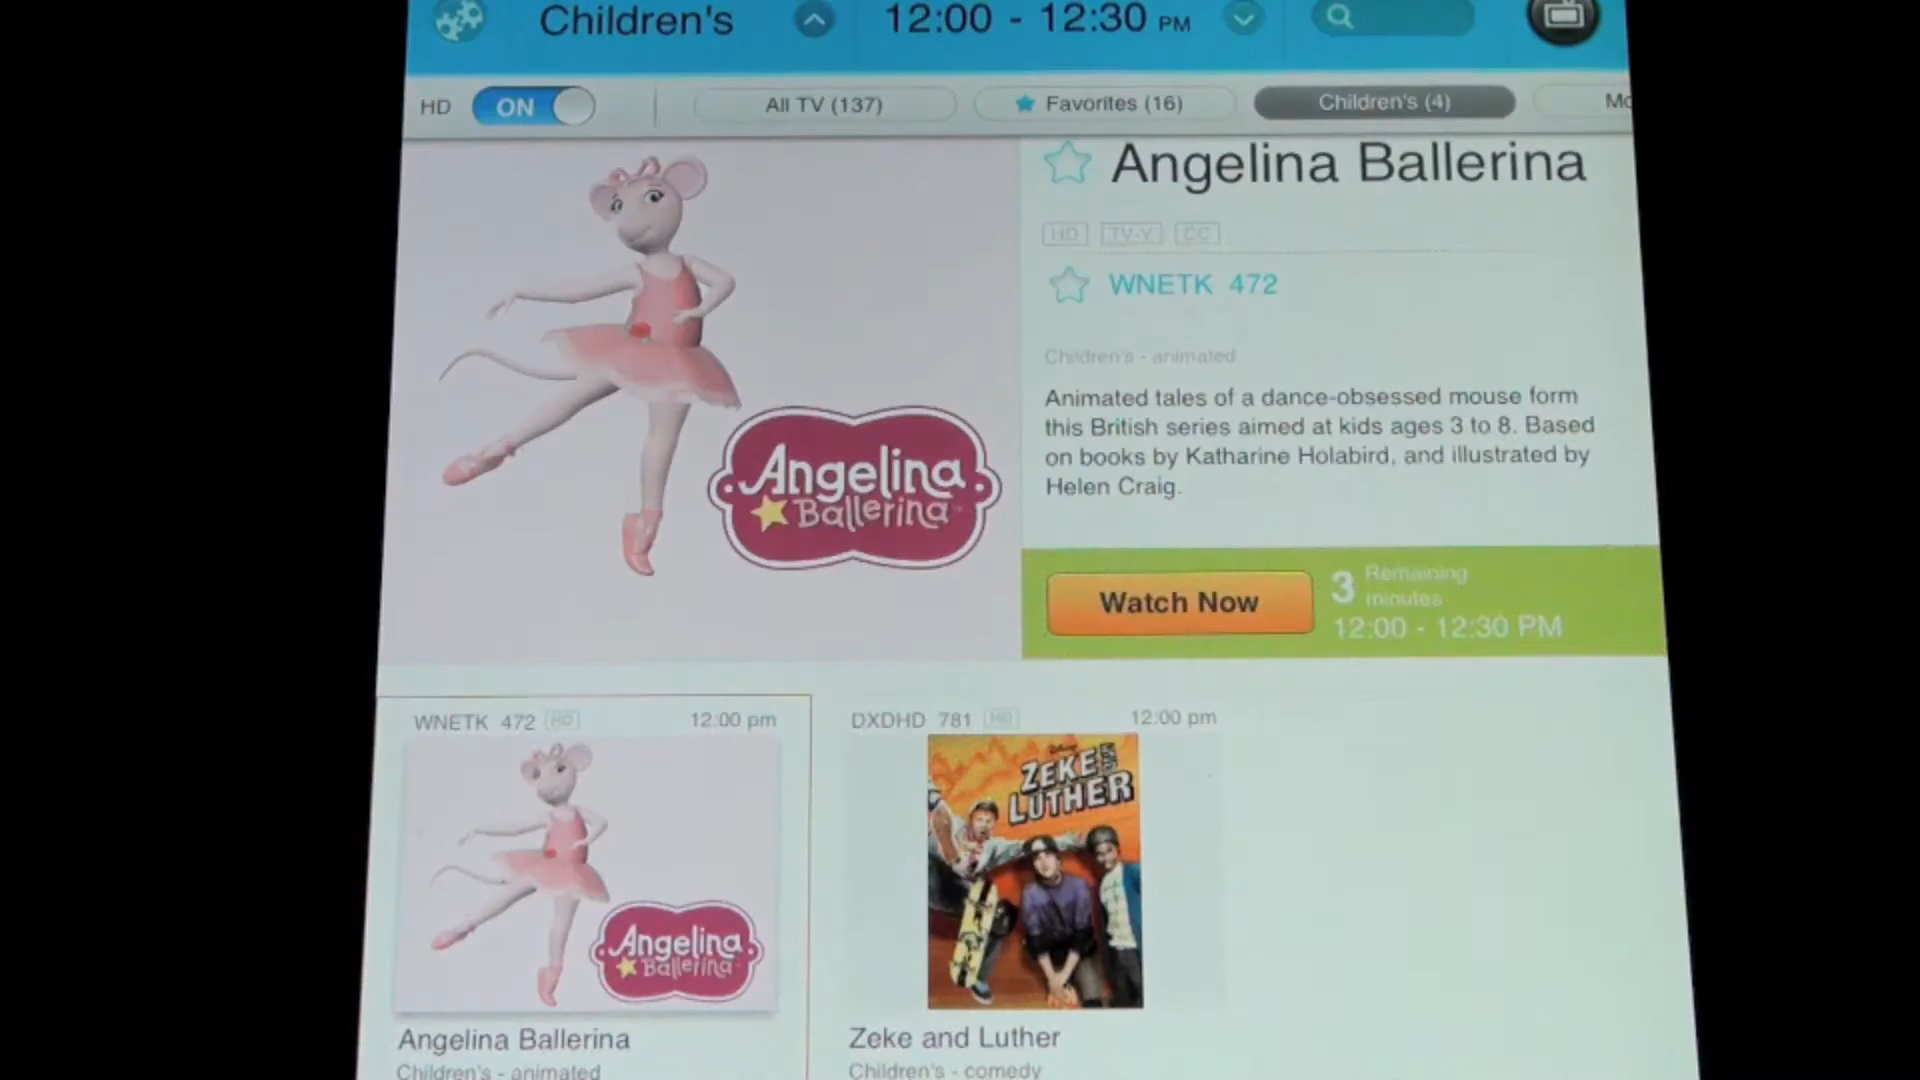 Children's
12:00 - 12:30 PM
HD
ON
All TV (137)
Favorites (16)
Children's (4)
Angelina Ballerina
HD TV-Y CC
WNETK 472
Children's - animated
Animated tales of a dance-obsessed mouse form
this British series aimed at kids ages 3 to 8. Based
on books by Katharine Holabird, and illustrated by
Helen Craig.
Angelina
Ballerina
Watch Now
3 Remaining
minutes
12:00 - 12:30 PM
WNETK 472 HD 12:00 pm
Angelina
Ballerina
Angelina Ballerina
Children's - animated
DXDHD 781 HD 12:00 pm
Disney
ZEKE AND
LUTHER
Zeke and Luther
Children's - comedy